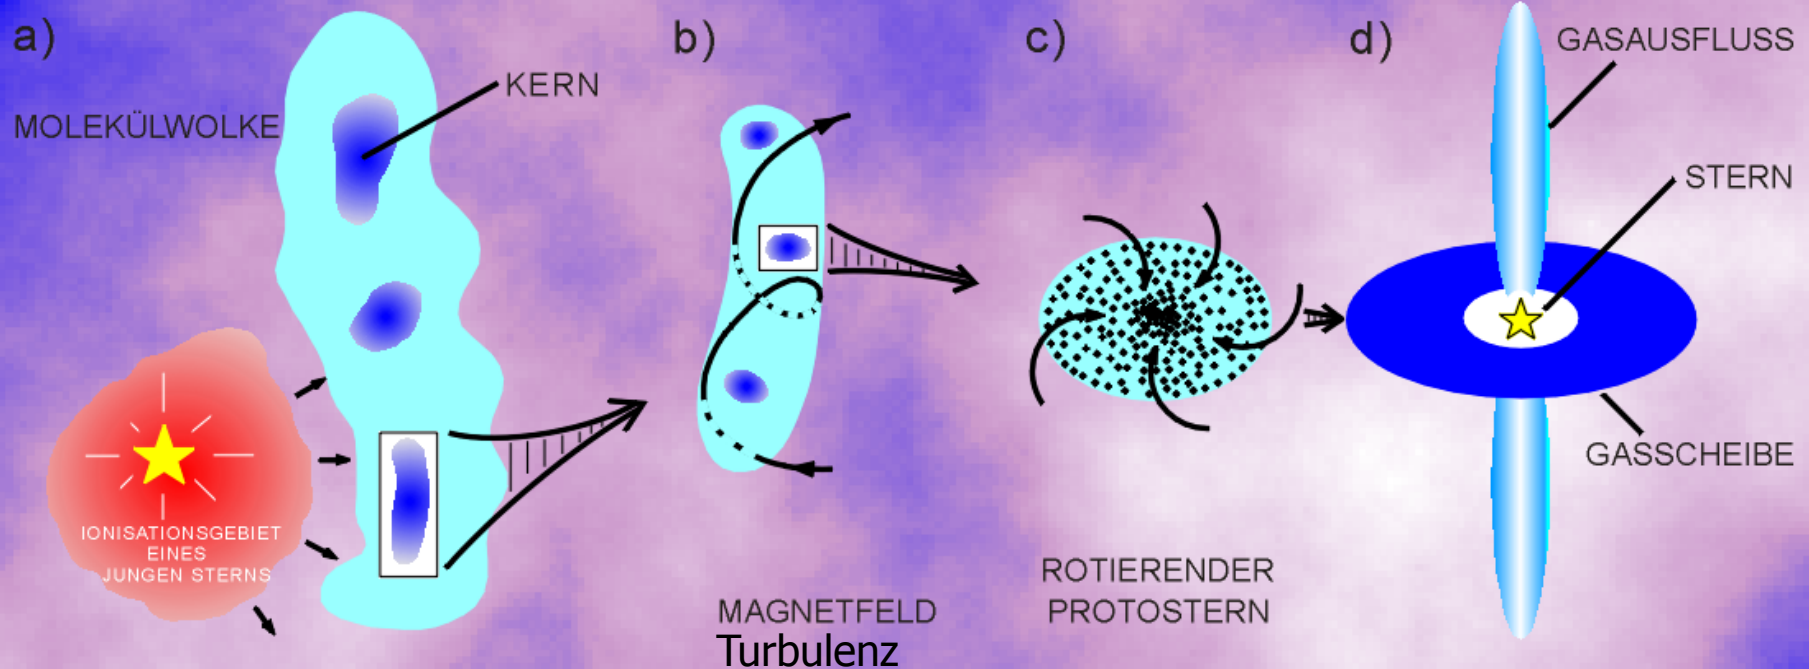 a)
KERN
MOLEKÜLWOLKE
IONISATIONSGEBIET
EINES
JUNGEN STERNS
b)
MAGNETFELD
Turbulenz
c)
ROTIERENDER
PROTOSTERN
d)
GASAUSFLUSS
STERN
GASSCHEIBE